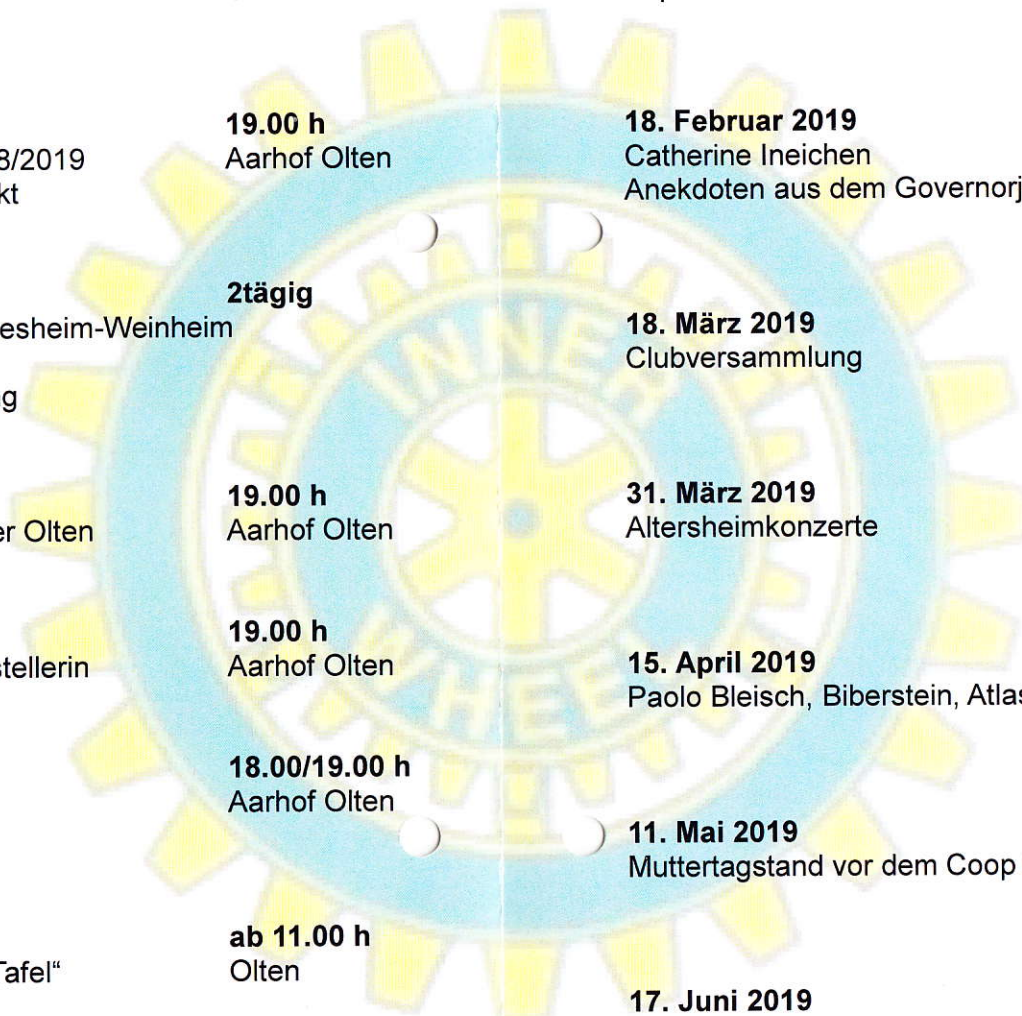 19.00 h
8/2019
Aarhof Olten
kt
2tägig
esheim-Weinheim
g
19.00 h
er Olten
Aarhof Olten
19.00 h
stellerin
Aarhof Olten
18.00/19.00 h
Aarhof Olten
ab 11.00 h
Tafel“
Olten
18. Februar 2019
Catherine Ineichen
Anekdoten aus dem Governorj
18. März 2019
Clubversammlung
31. März 2019
Altersheimkonzerte
15. April 2019
Paolo Bleisch, Biberstein, Atlas
11. Mai 2019
Muttertagstand vor dem Coop
17. Juni 2019
INNER
WHEEL